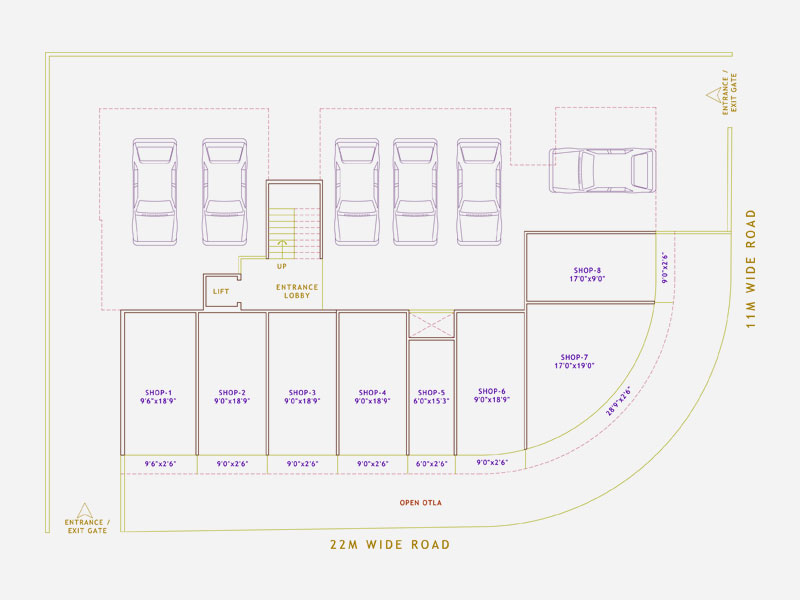 ENTRANCE /
EXIT GATE
11M WIDE ROAD
UP
LIFT
ENTRANCE
LOBBY
SHOP-8
17'0"x9'0"
9'0"x2'6"
SHOP-7
17'0"x19'0"
28'9"x2'6"
SHOP-1
9'6"x18'9"
SHOP-2
9'0"x18'9"
SHOP-3
9'0"x18'9"
SHOP-4
9'0"x18'9"
SHOP-5
6'0"x15'3"
SHOP-6
9'0"x18'9"
9'6"x2'6"
9'0"x2'6"
9'0"x2'6"
9'0"x2'6"
6'0"x2'6"
9'0"x2'6"
OPEN OTLA
ENTRANCE /
EXIT GATE
22M WIDE ROAD